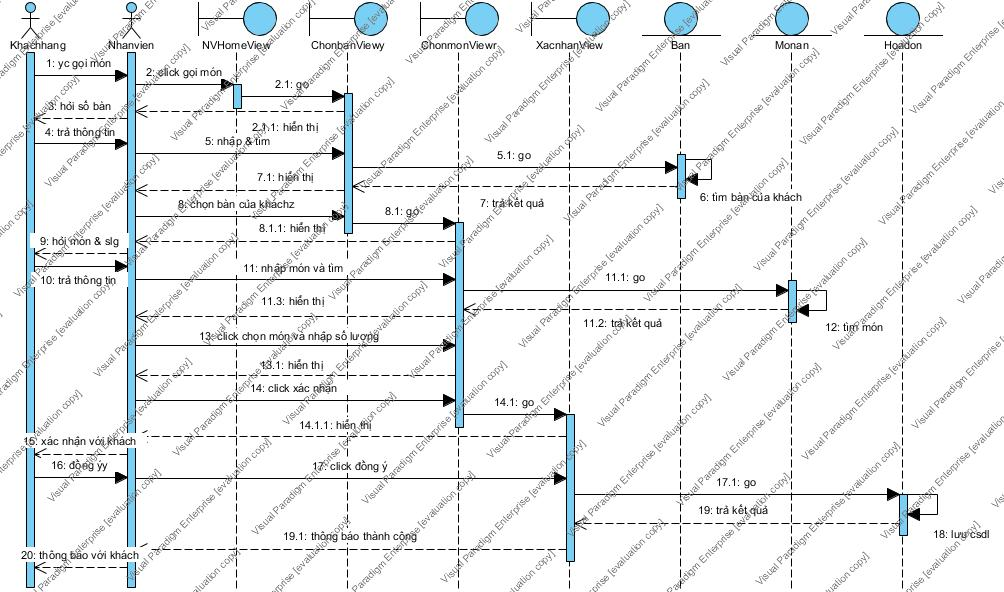 Khachhang
Nhanvien
NVHomeView
ChonbanViewy
ChonmonViewr
XacnhanView
Ban
Monan
Hoadon
1: yc gọi món
2: click gọi món
2.1: go
3: hỏi số bàn
2.1.1: hiển thị
4: trả thông tin
5: nhập & tìm
5.1: go
7.1: hiển thị
6: tìm bàn của khách
7: trả kết quả
8: chọn bàn của khachz
8.1: go
8.1.1: hiển thị
9: hỏi món & slg
10: trả thông tin
11: nhập món và tìm
11.1: go
11.3: hiển thị
11.2: trả kết quả
12: tìm món
13: click chọn món và nhập số lượng
13.1: hiển thị
14: click xác nhận
14.1: go
14.1.1: hiển thị
15: xác nhận với khách
16: đồng ýy
17: click đồng ý
17.1: go
19: trả kết quả
18: lưu csdl
19.1: thông báo thành công
20: thông báo với khách
Visual Paradigm Enterprise [evaluation copy]